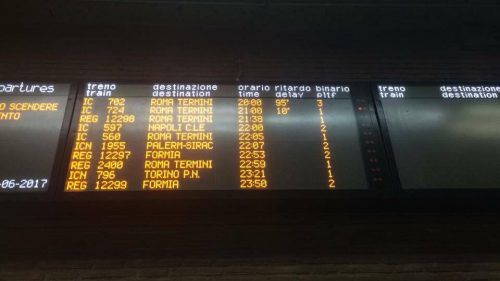 partures
O SCENDERE
ENTO
-06-2017
treno destinazione orario ritardo binario
train destination time delay pltf
IC 702 ROMA TERMINI 20:00 95' 3
IC 724 ROMA TERMINI 21:00 10' 1
REG 12298 ROMA TERMINI 21:38 1
IC 597 NAPOLI C.LE 22:00 2
IC 560 ROMA TERMINI 22:05 1
ICN 1955 PALERM-SIRAC 22:07 2
REG 12297 FORMIA 22:53 2
REG 2400 ROMA TERMINI 22:59 1
ICN 796 TORINO P.N. 23:21 1
REG 12299 FORMIA 23:50 2
treno destinazione
train destination